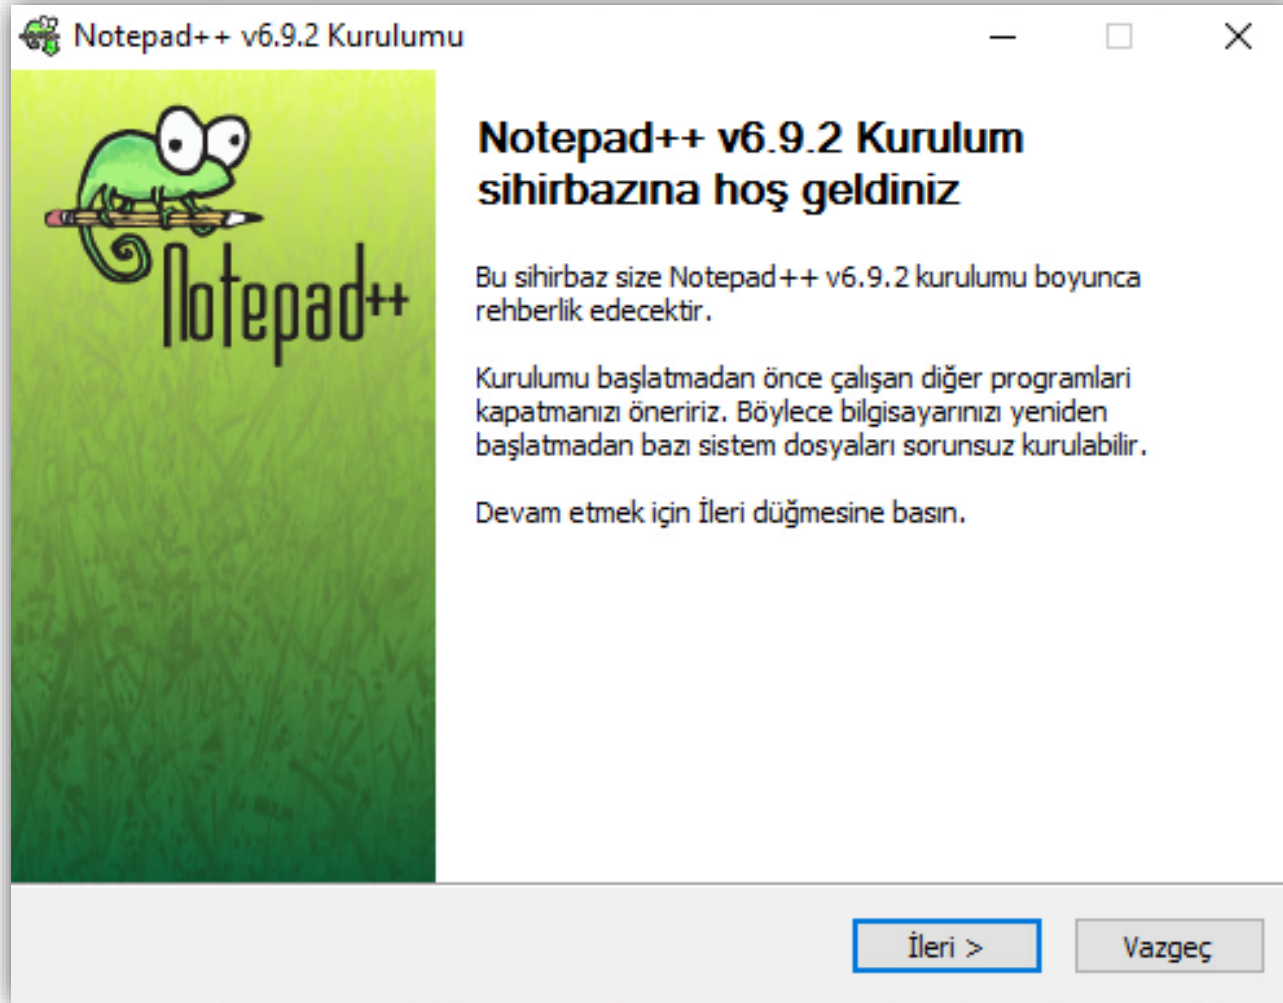 Notepad++ v6.9.2 Kurulumu
Notepad++
Notepad++ v6.9.2 Kurulum
sihirbazına hoş geldiniz
Bu sihirbaz size Notepad++ v6.9.2 kurulumu boyunca
rehberlik edecektir.
Kurulumu başlatmadan önce çalışan diğer programlari
kapatmanızı öneririz. Böylece bilgisayarınızı yeniden
başlatmadan bazı sistem dosyaları sorunsuz kurulabilir.
Devam etmek için İleri düğmesine basın.
İleri >
Vazgeç